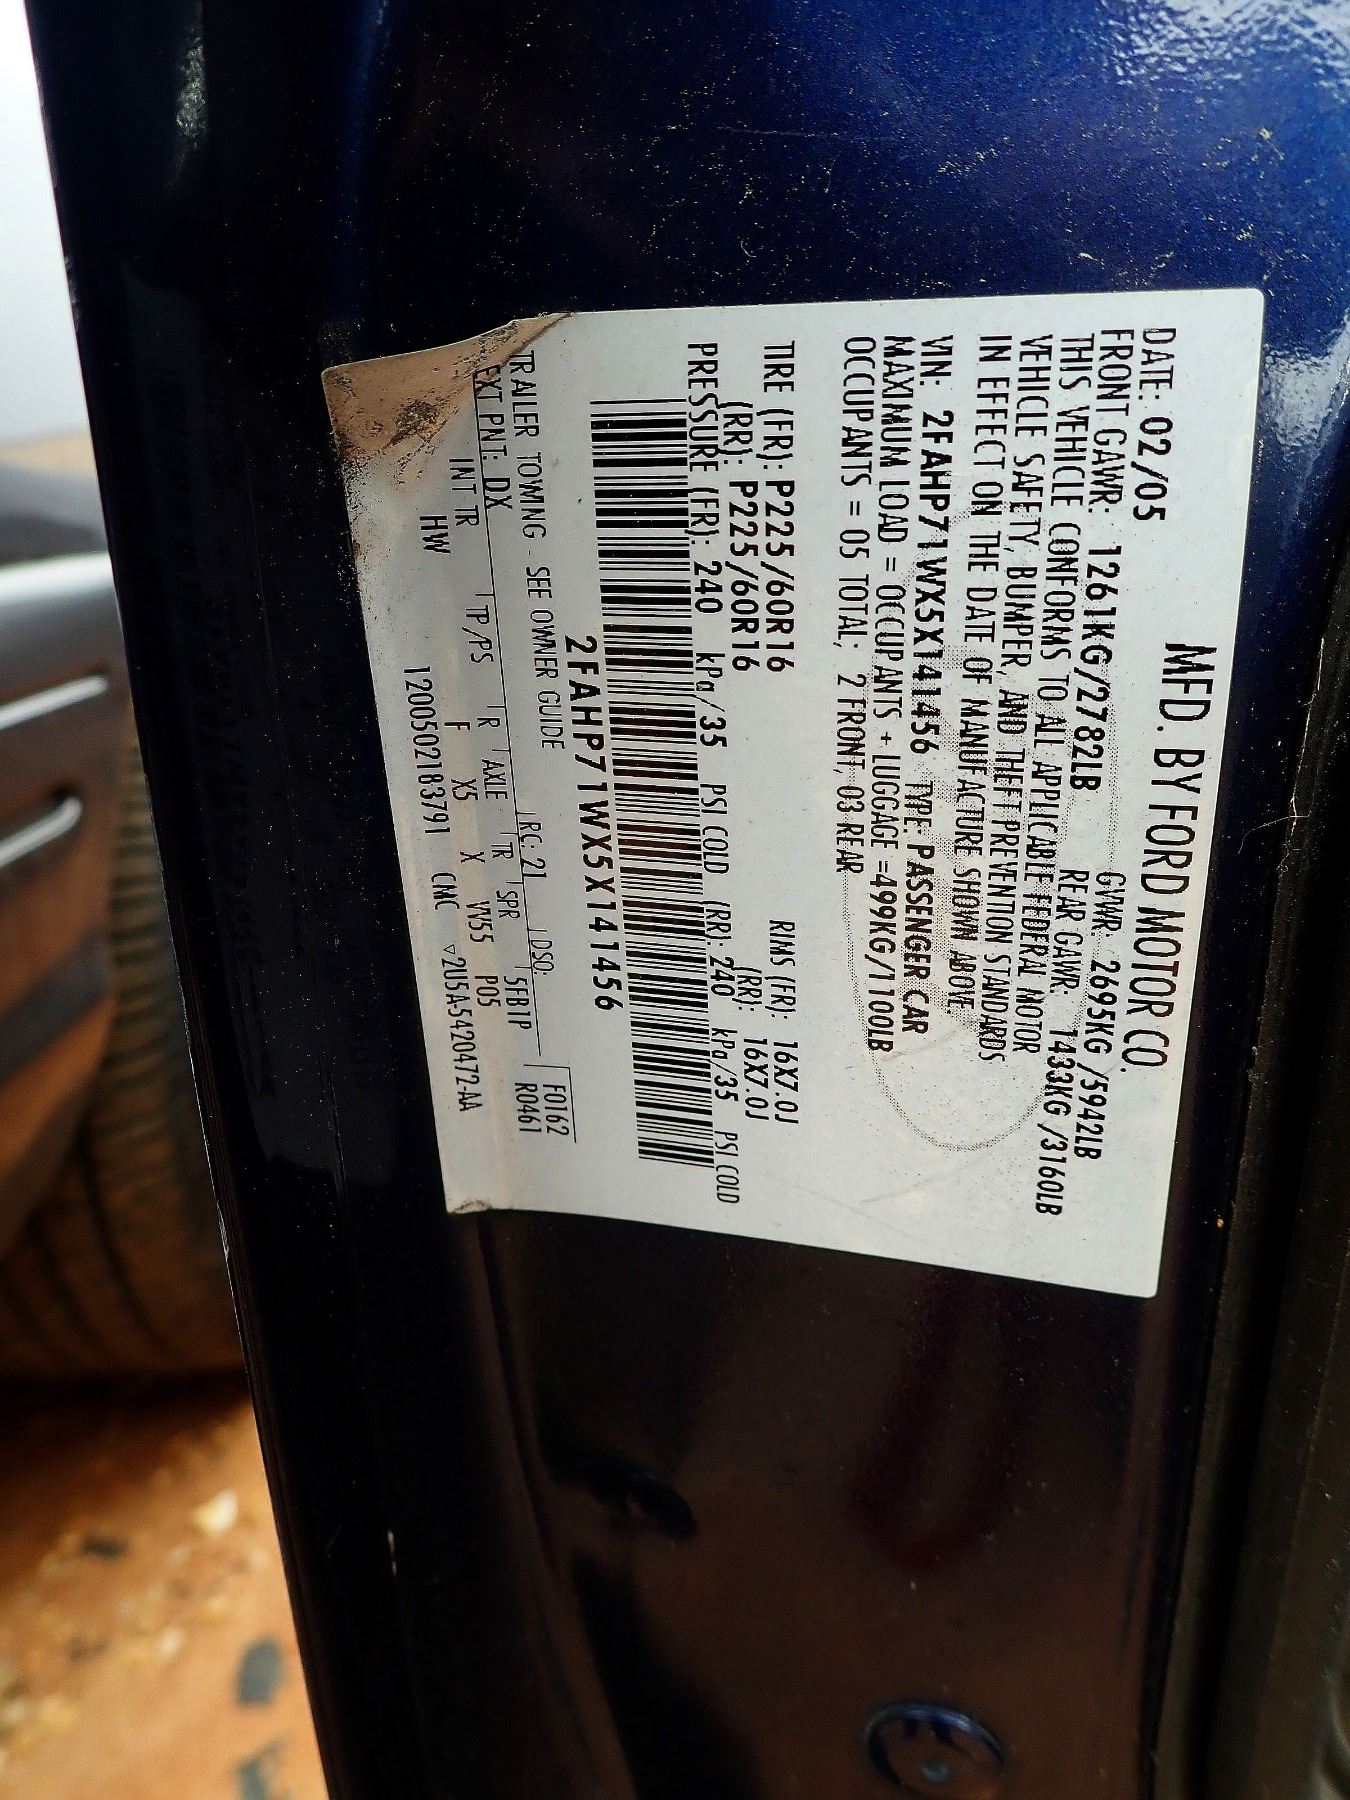 MFD. BY FORD MOTOR CO.
DATE: 02/05 GVWR: 2695KG /5942LB
FRONT GAWR: 1261KG/2782LB REAR GAWR: 1433KG /3160LB
THIS VEHICLE CONFORMS TO ALL APPLICABLE FEDERAL MOTOR
VEHICLE SAFETY, BUMPER, AND THEFT PREVENTION STANDARDS
IN EFFECT ON THE DATE OF MANUFACTURE SHOWN ABOVE.
VIN: 2FAHP71WX5X141456 TYPE: PASSENGER CAR
MAXIMUM LOAD = OCCUPANTS + LUGGAGE =499KG/1100LB
OCCUPANTS = 05 TOTAL; 2 FRONT, 03 REAR
TIRE (FR): P225/60R16 RIMS (FR): 16X7.0J
(RR): P225/60R16 (RR): 16X7.0J
PRESSURE (FR): 240 kPa/35 PSI COLD (RR): 240 kPa/35 PSI COLD
2FAHP71WX5X141456
TRAILER TOWING - SEE OWNER GUIDE F0162
RC: 21 DSO: R0461
EXT PNT: DX 5FB1P
INT TR TP/PS R AXLE TR SPR
HW F X5 X VV55 P05
1200502183791 CMC ▽2U5A-5420472-AA